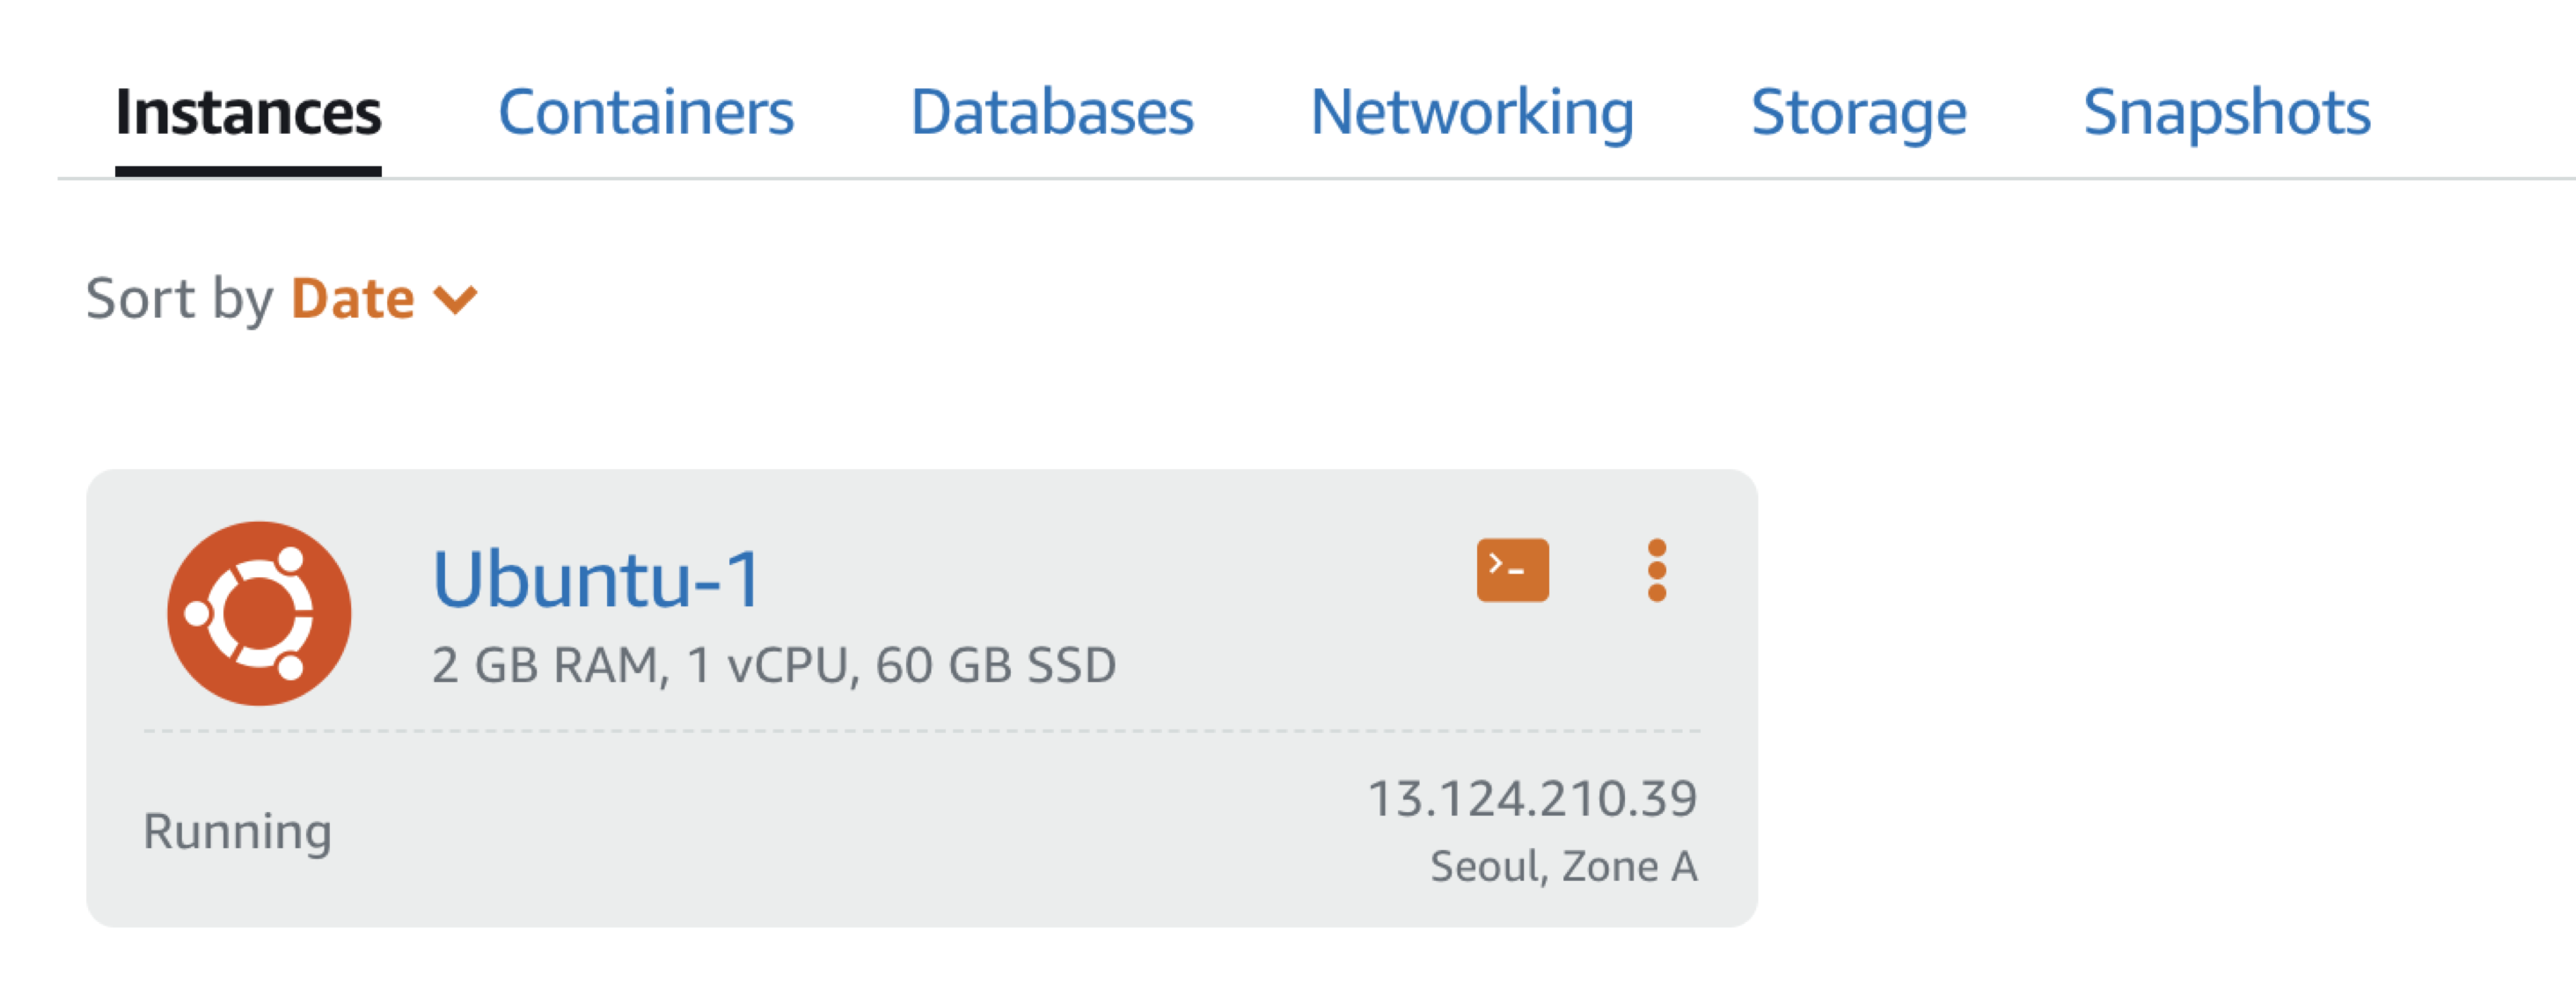 Instances Containers Databases Networking Storage Snapshots
Sort by Date
Ubuntu-1
2 GB RAM, 1 vCPU, 60 GB SSD
Running
13.124.210.39
Seoul, Zone A